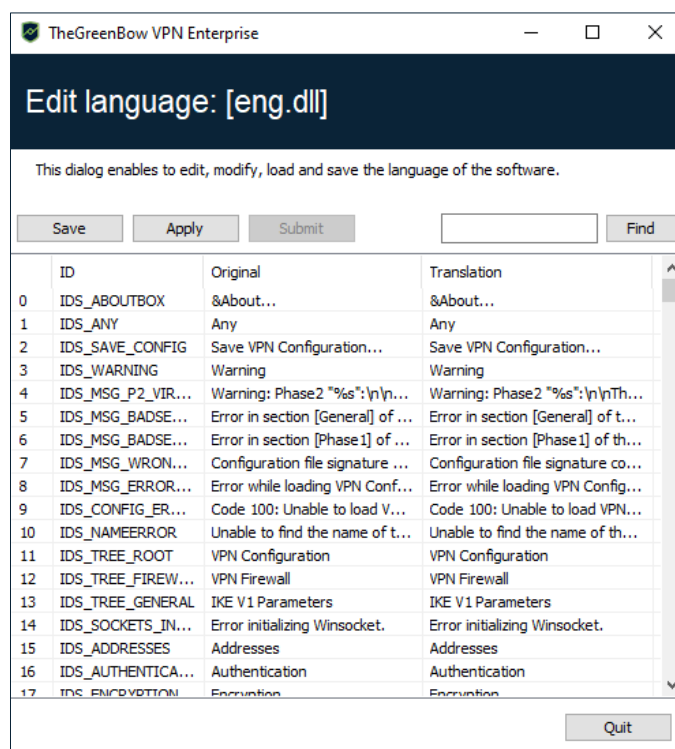 TheGreenBow VPN Enterprise
Edit language: [eng.dll]
This dialog enables to edit, modify, load and save the language of the software.
Save Apply Submit Find
ID Original Translation
0 IDS_ABOUTBOX &About... &About...
1 IDS_ANY Any Any
2 IDS_SAVE_CONFIG Save VPN Configuration... Save VPN Configuration...
3 IDS_WARNING Warning Warning
4 IDS_MSG_P2_VIR... Warning: Phase2 "%s":\n\n... Warning: Phase2 "%s":\n\nTh...
5 IDS_MSG_BADSE... Error in section [General] of ... Error in section [General] of t...
6 IDS_MSG_BADSE... Error in section [Phase1] of ... Error in section [Phase1] of th...
7 IDS_MSG_WRON... Configuration file signature ... Configuration file signature co...
8 IDS_MSG_ERROR... Error while loading VPN Conf... Error while loading VPN Config...
9 IDS_CONFIG_ER... Code 100: Unable to load V... Code 100: Unable to load VPN...
10 IDS_NAMEERROR Unable to find the name of t... Unable to find the name of th...
11 IDS_TREE_ROOT VPN Configuration VPN Configuration
12 IDS_TREE_FIREW... VPN Firewall VPN Firewall
13 IDS_TREE_GENERAL IKE V1 Parameters IKE V1 Parameters
14 IDS_SOCKETS_IN... Error initializing Winsocket. Error initializing Winsocket.
15 IDS_ADDRESSES Addresses Addresses
16 IDS_AUTHENTICA... Authentication Authentication
17 IDS_ENCRYPTION Encryption Encryption
Quit